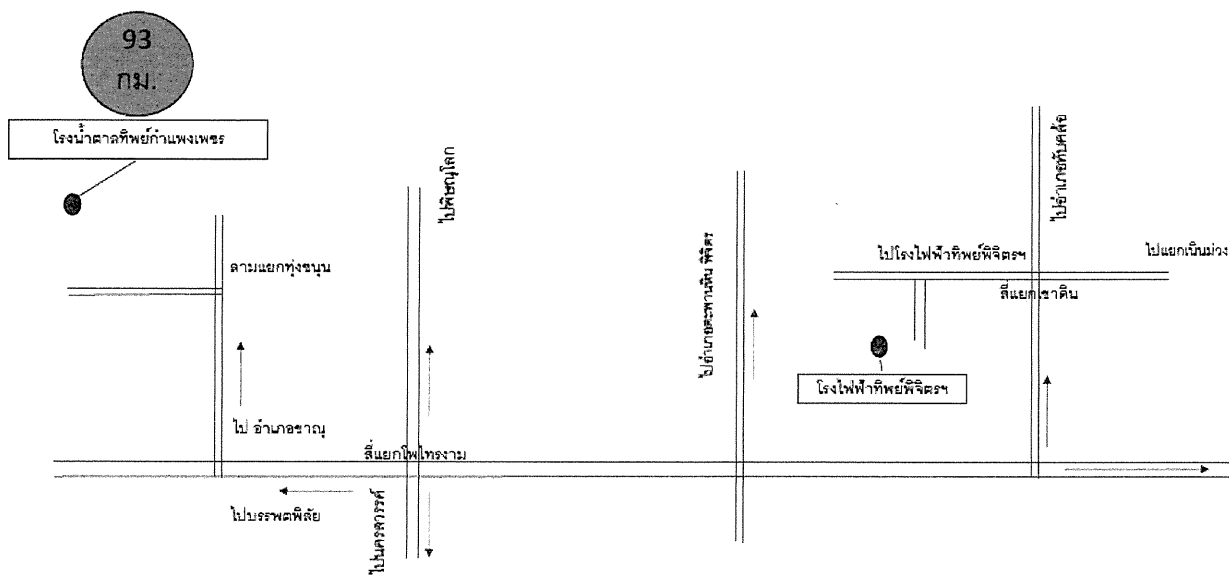 93
กม.
โรงน้ำตาลทิพย์กำแพงเพชร
ไปพิษณุโลก
ไปอำเภอทับคล้อ
สามแยกทุ่งขนุน
ไปอำเภอตะพานหิน พิจิตร
ไปโรงไฟฟ้าทิพย์พิจิตรฯ
ไปแยกเนินม่วง
สี่แยกเขาดิน
โรงไฟฟ้าทิพย์พิจิตรฯ
ไป อำเภอขาณุ
สี่แยกโพไทรงาม
ไปบรรพตพิสัย
ไปนครสวรรค์